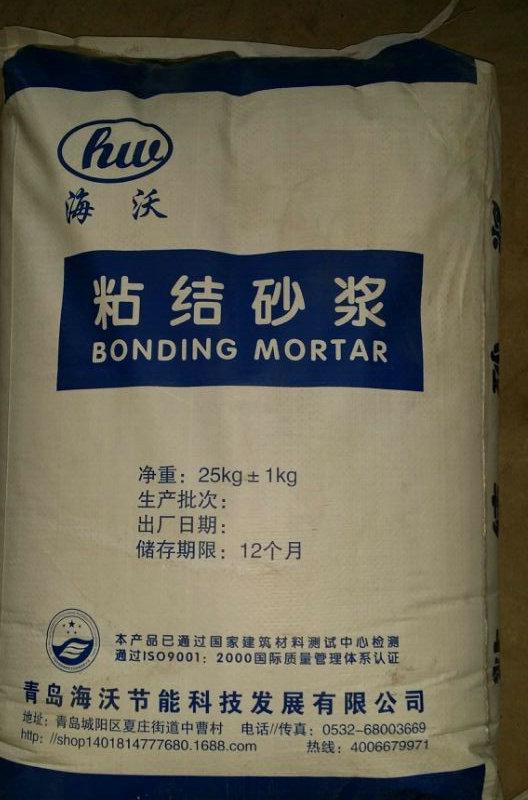 hw
海沃
粘结砂浆
BONDING MORTAR
净重：25kg±1kg
生产批次：
出厂日期：
储存期限：12个月
本产品已通过国家建筑材料测试中心检测
通过ISO9001：2000国际质量管理体系认证
青岛海沃节能科技发展有限公司
地址：青岛城阳区夏庄街道中曹村 电话//传真：0532-68003669
http：//shop1401814777680.1688.com 热线：4006679971